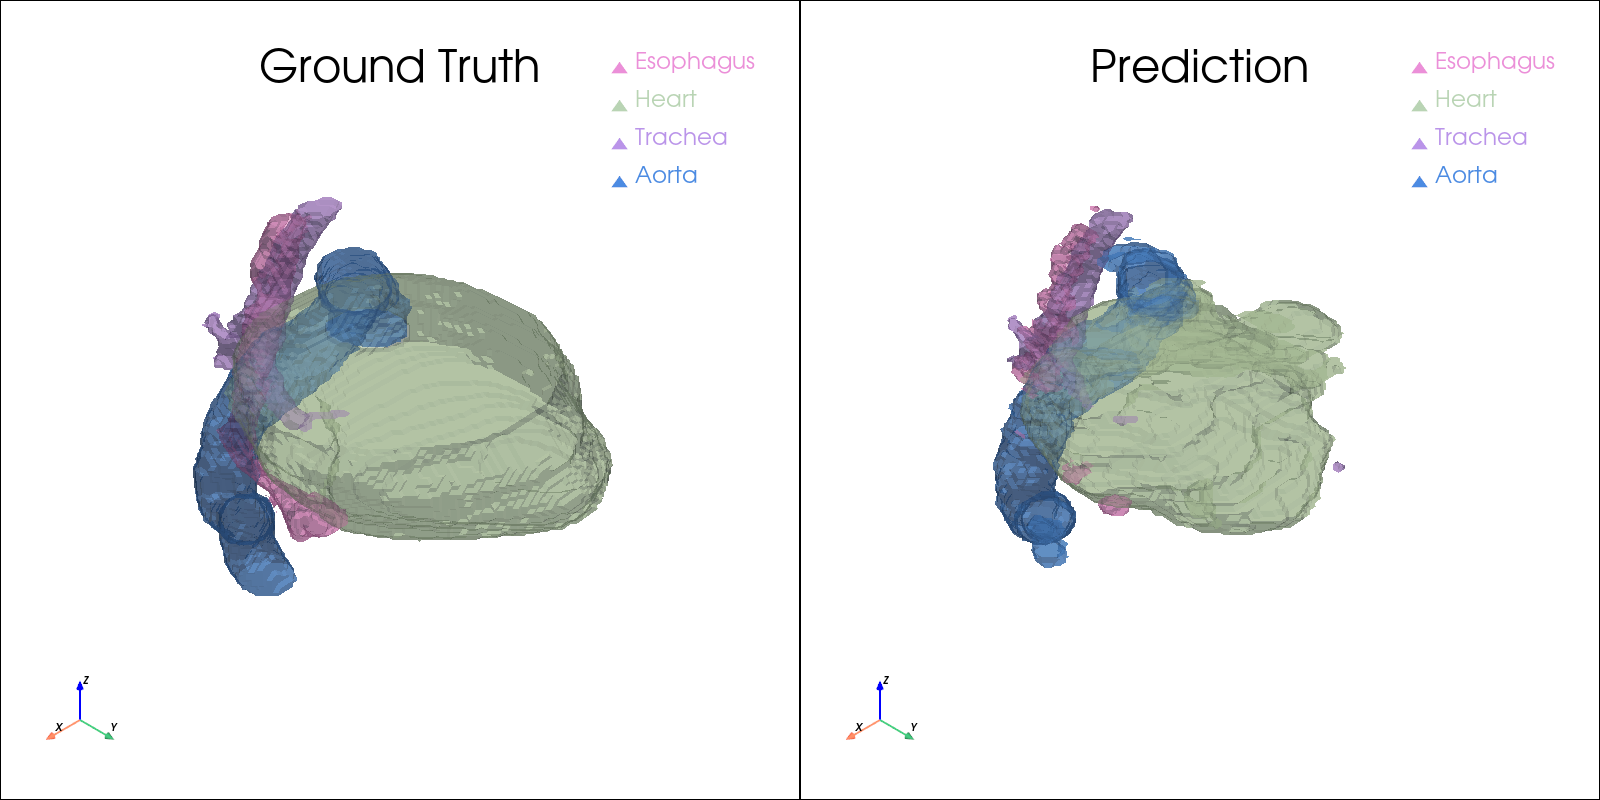 Ground Truth
Esophagus
Heart
Trachea
Aorta
Z
X
Y
Prediction
Esophagus
Heart
Trachea
Aorta
Z
X
Y